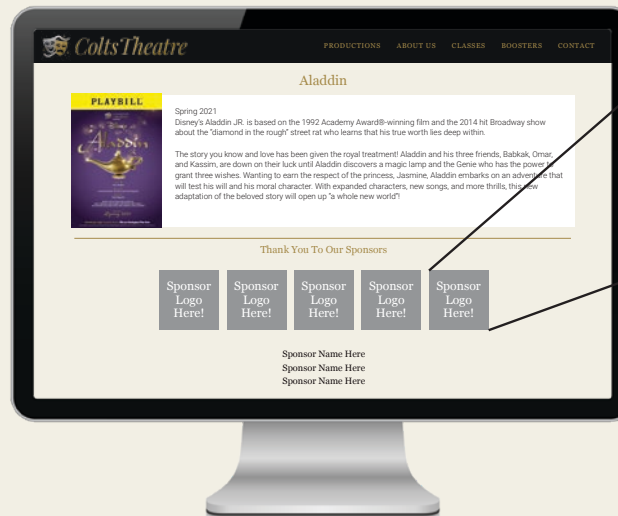 Colts Theatre
PRODUCTIONS ABOUT US CLASSES BOOSTERS CONTACT
Aladdin
PLAYBILL
Disney
Aladdin
JR.
Spring 2021
Disney's Aladdin JR. is based on the 1992 Academy Award®-winning film and the 2014 hit Broadway show
about the "diamond in the rough" street rat who learns that his true worth lies deep within.
The story you know and love has been given the royal treatment! Aladdin and his three friends, Babkak, Omar,
and Kassim, are down on their luck until Aladdin discovers a magic lamp and the Genie who has the power to
grant three wishes. Wanting to earn the respect of the princess, Jasmine, Aladdin embarks on an adventure that
will test his will and his moral character. With expanded characters, new songs, and more thrills, this new
adaptation of the beloved story will open up "a whole new world"!
Thank You To Our Sponsors
Sponsor Logo Here!
Sponsor Logo Here!
Sponsor Logo Here!
Sponsor Logo Here!
Sponsor Logo Here!
Sponsor Name Here
Sponsor Name Here
Sponsor Name Here